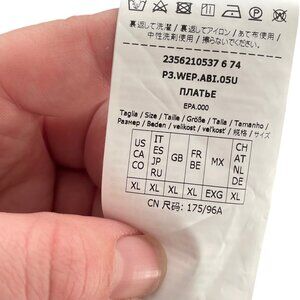 裏返して洗濯/裏返してアイロン/あて布使用/
中性洗剤使用/擦らないでください。
2356210537 6 74
P3.WEP.ABI.05U
ПЛАТЬЕ
EPA.000
Taglia / Size / Taille / Größe / Talla / Tamanho /
Размер / Beden / velikost / veľkosť / 规格 / サイズ
US CA CO
IT ES JP RU
GB
FR BE
MX
CH AT NL DE
XL XL XL XL EXG XL
CN 尺码: 175/96A